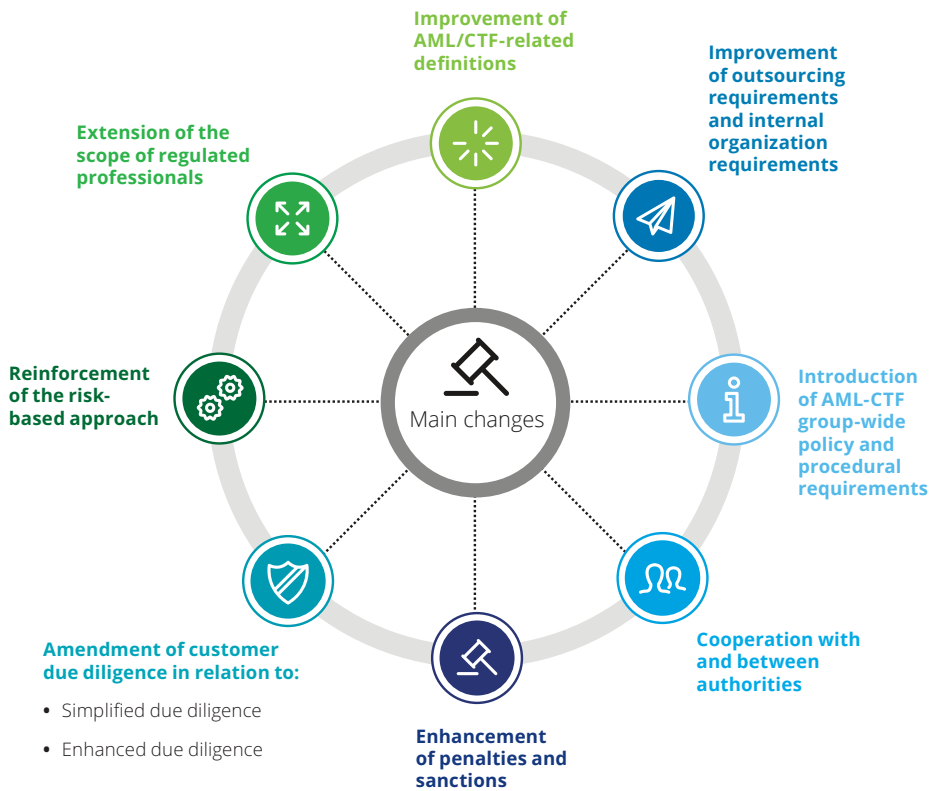 Improvement of
AML/CTF-related
definitions
Improvement
of outsourcing
requirements
and internal
organization
requirements
Extension of the
scope of regulated
professionals
Main changes
Reinforcement
of the risk-
based approach
Introduction
of AML-CTF
group-wide
policy and
procedural
requirements
Amendment of customer
due diligence in relation to:
• Simplified due diligence
• Enhanced due diligence
Cooperation with
and between
authorities
Enhancement
of penalties and
sanctions